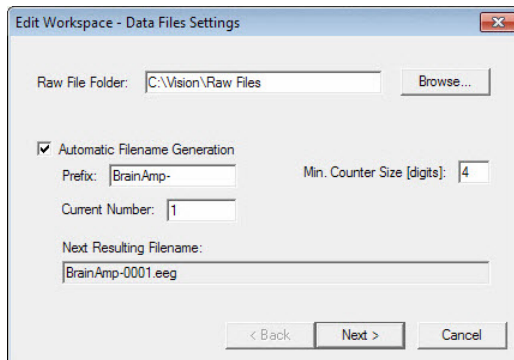 Edit Workspace - Data Files Settings
Raw File Folder: C:\Vision\Raw Files Browse...
Automatic Filename Generation
Prefix: BrainAmp- Min. Counter Size [digits]: 4
Current Number: 1
Next Resulting Filename:
BrainAmp-0001.eeg
< Back Next > Cancel